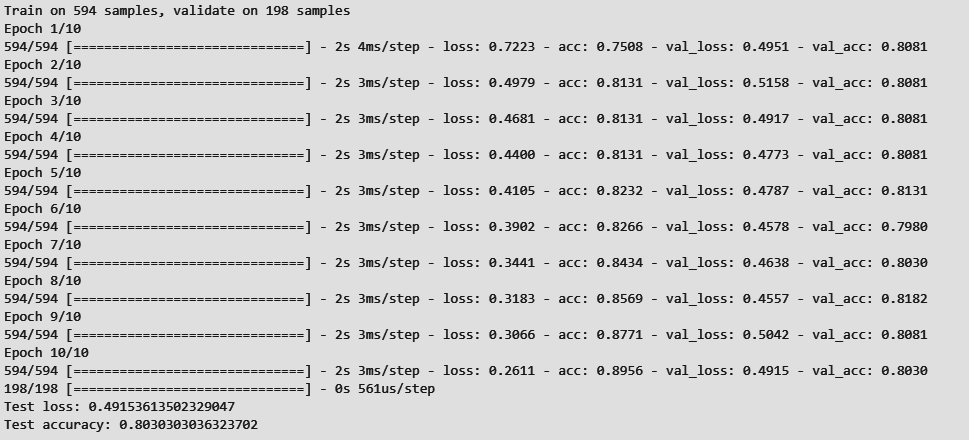 Train on 594 samples, validate on 198 samples
Epoch 1/10
594/594 [==============================] - 2s 4ms/step - loss: 0.7223 - acc: 0.7508 - val_loss: 0.4951 - val_acc: 0.8081
Epoch 2/10
594/594 [==============================] - 2s 3ms/step - loss: 0.4979 - acc: 0.8131 - val_loss: 0.5158 - val_acc: 0.8081
Epoch 3/10
594/594 [==============================] - 2s 3ms/step - loss: 0.4681 - acc: 0.8131 - val_loss: 0.4917 - val_acc: 0.8081
Epoch 4/10
594/594 [==============================] - 2s 3ms/step - loss: 0.4400 - acc: 0.8131 - val_loss: 0.4773 - val_acc: 0.8081
Epoch 5/10
594/594 [==============================] - 2s 3ms/step - loss: 0.4105 - acc: 0.8232 - val_loss: 0.4787 - val_acc: 0.8131
Epoch 6/10
594/594 [==============================] - 2s 3ms/step - loss: 0.3902 - acc: 0.8266 - val_loss: 0.4578 - val_acc: 0.7980
Epoch 7/10
594/594 [==============================] - 2s 3ms/step - loss: 0.3441 - acc: 0.8434 - val_loss: 0.4638 - val_acc: 0.8030
Epoch 8/10
594/594 [==============================] - 2s 3ms/step - loss: 0.3183 - acc: 0.8569 - val_loss: 0.4557 - val_acc: 0.8182
Epoch 9/10
594/594 [==============================] - 2s 3ms/step - loss: 0.3066 - acc: 0.8771 - val_loss: 0.5042 - val_acc: 0.8081
Epoch 10/10
594/594 [==============================] - 2s 3ms/step - loss: 0.2611 - acc: 0.8956 - val_loss: 0.4915 - val_acc: 0.8030
198/198 [==============================] - 0s 561us/step
Test loss: 0.49153613502329047
Test accuracy: 0.8030303036323702